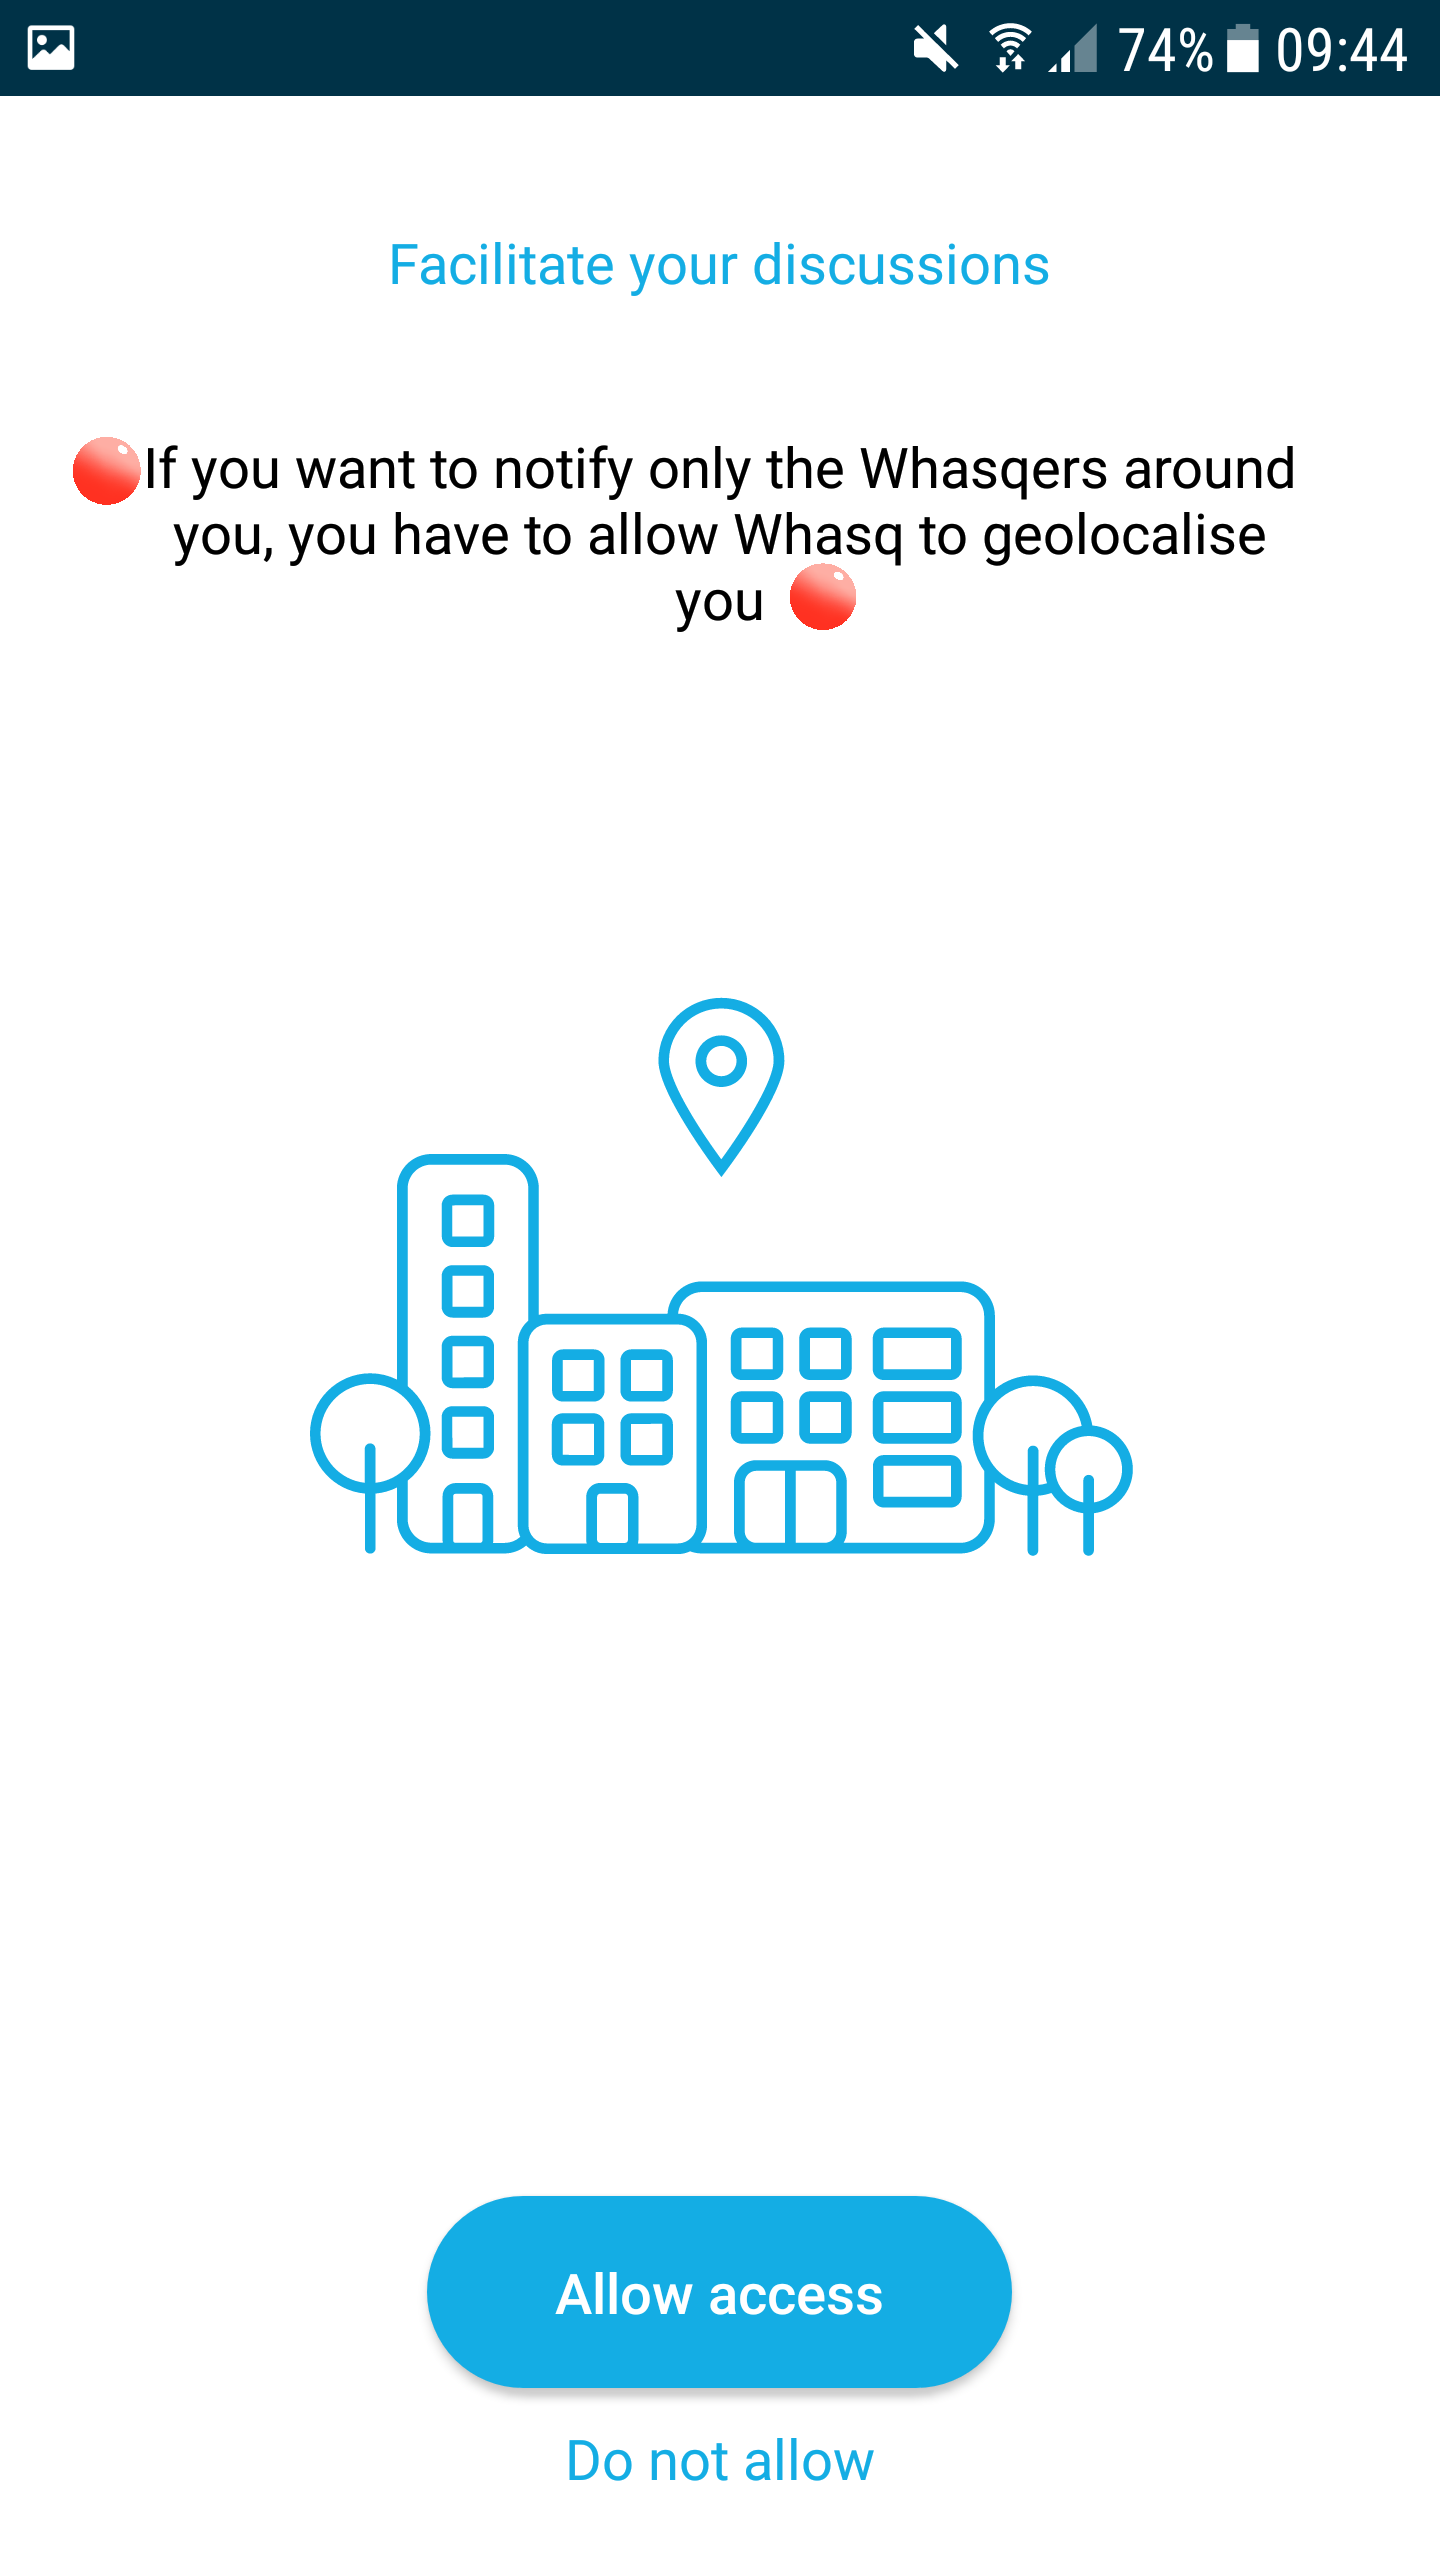 74% 09:44
Facilitate your discussions
If you want to notify only the Whasqers around
you, you have to allow Whasq to geolocalise
you
Allow access
Do not allow